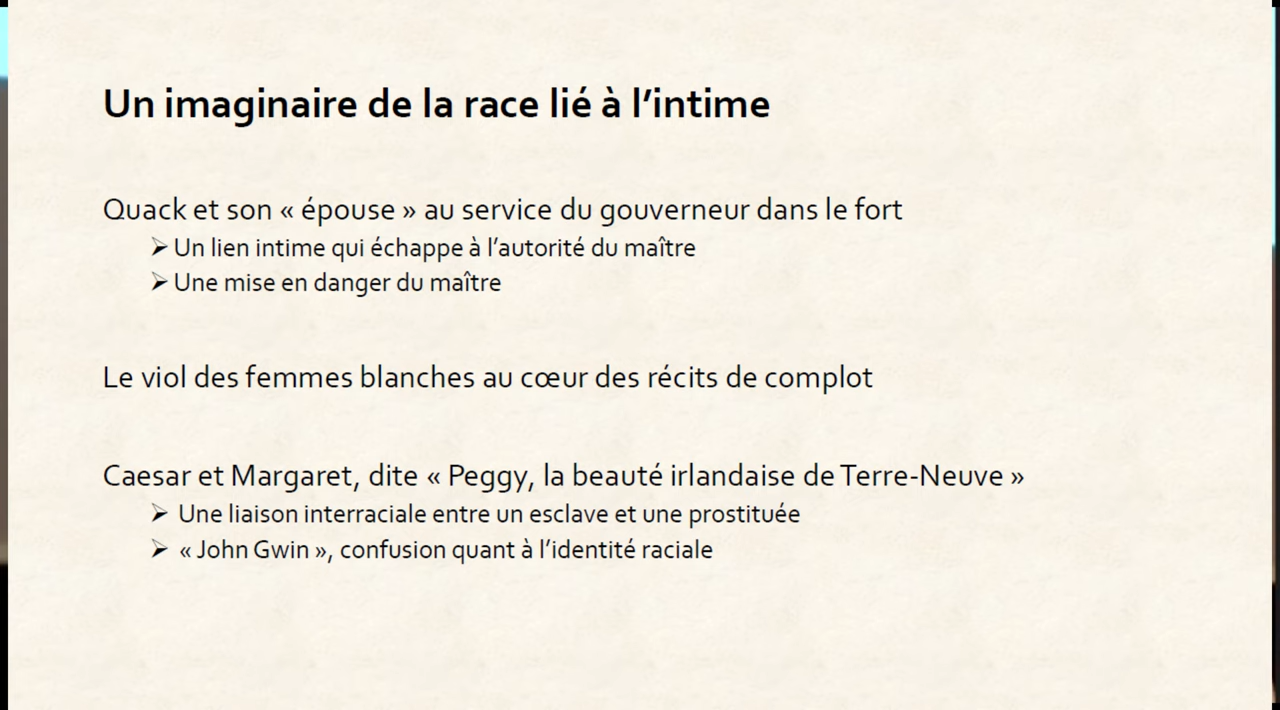 Un imaginaire de la race lié à l’intime
Quack et son « épouse » au service du gouverneur dans le fort
➢ Un lien intime qui échappe à l’autorité du maître
➢ Une mise en danger du maître
Le viol des femmes blanches au cœur des récits de complot
Caesar et Margaret, dite « Peggy, la beauté irlandaise de Terre-Neuve »
➢ Une liaison interraciale entre un esclave et une prostituée
➢ « John Gwin », confusion quant à l’identité raciale